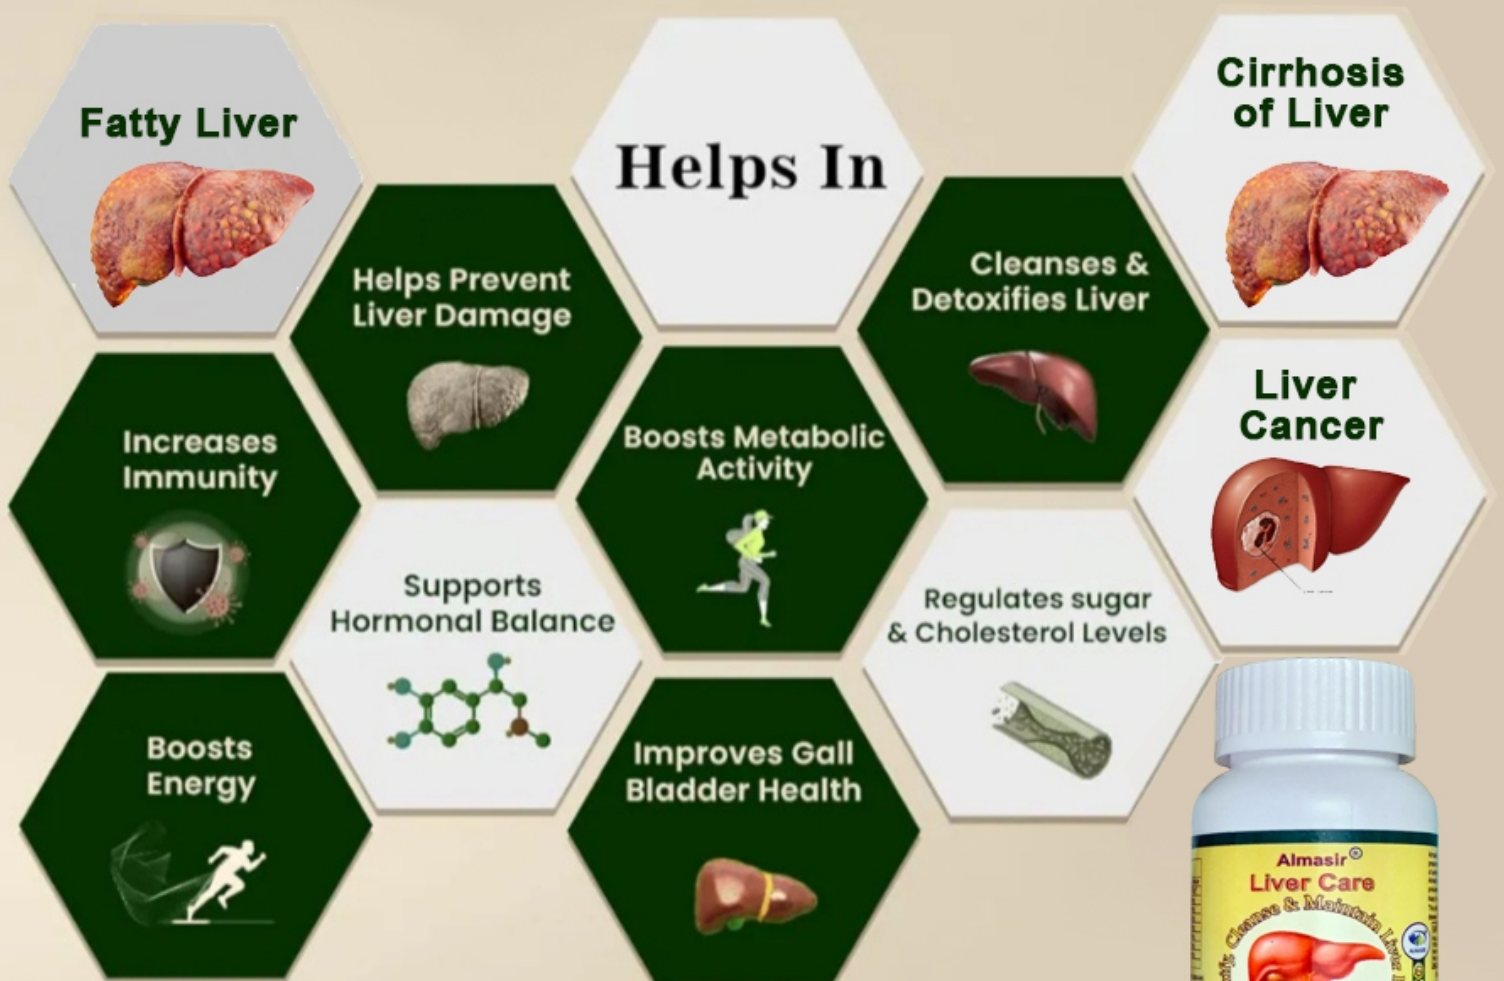 Fatty Liver
Helps In
Cirrhosis
of Liver
Helps Prevent
Liver Damage
Cleanses &
Detoxifies Liver
Increases
Immunity
Boosts Metabolic
Activity
Liver
Cancer
Supports
Hormonal Balance
Regulates sugar
& Cholesterol Levels
Boosts
Energy
Improves Gall
Bladder Health
Almasir
Liver Care
Cleanse & Maintain Liver